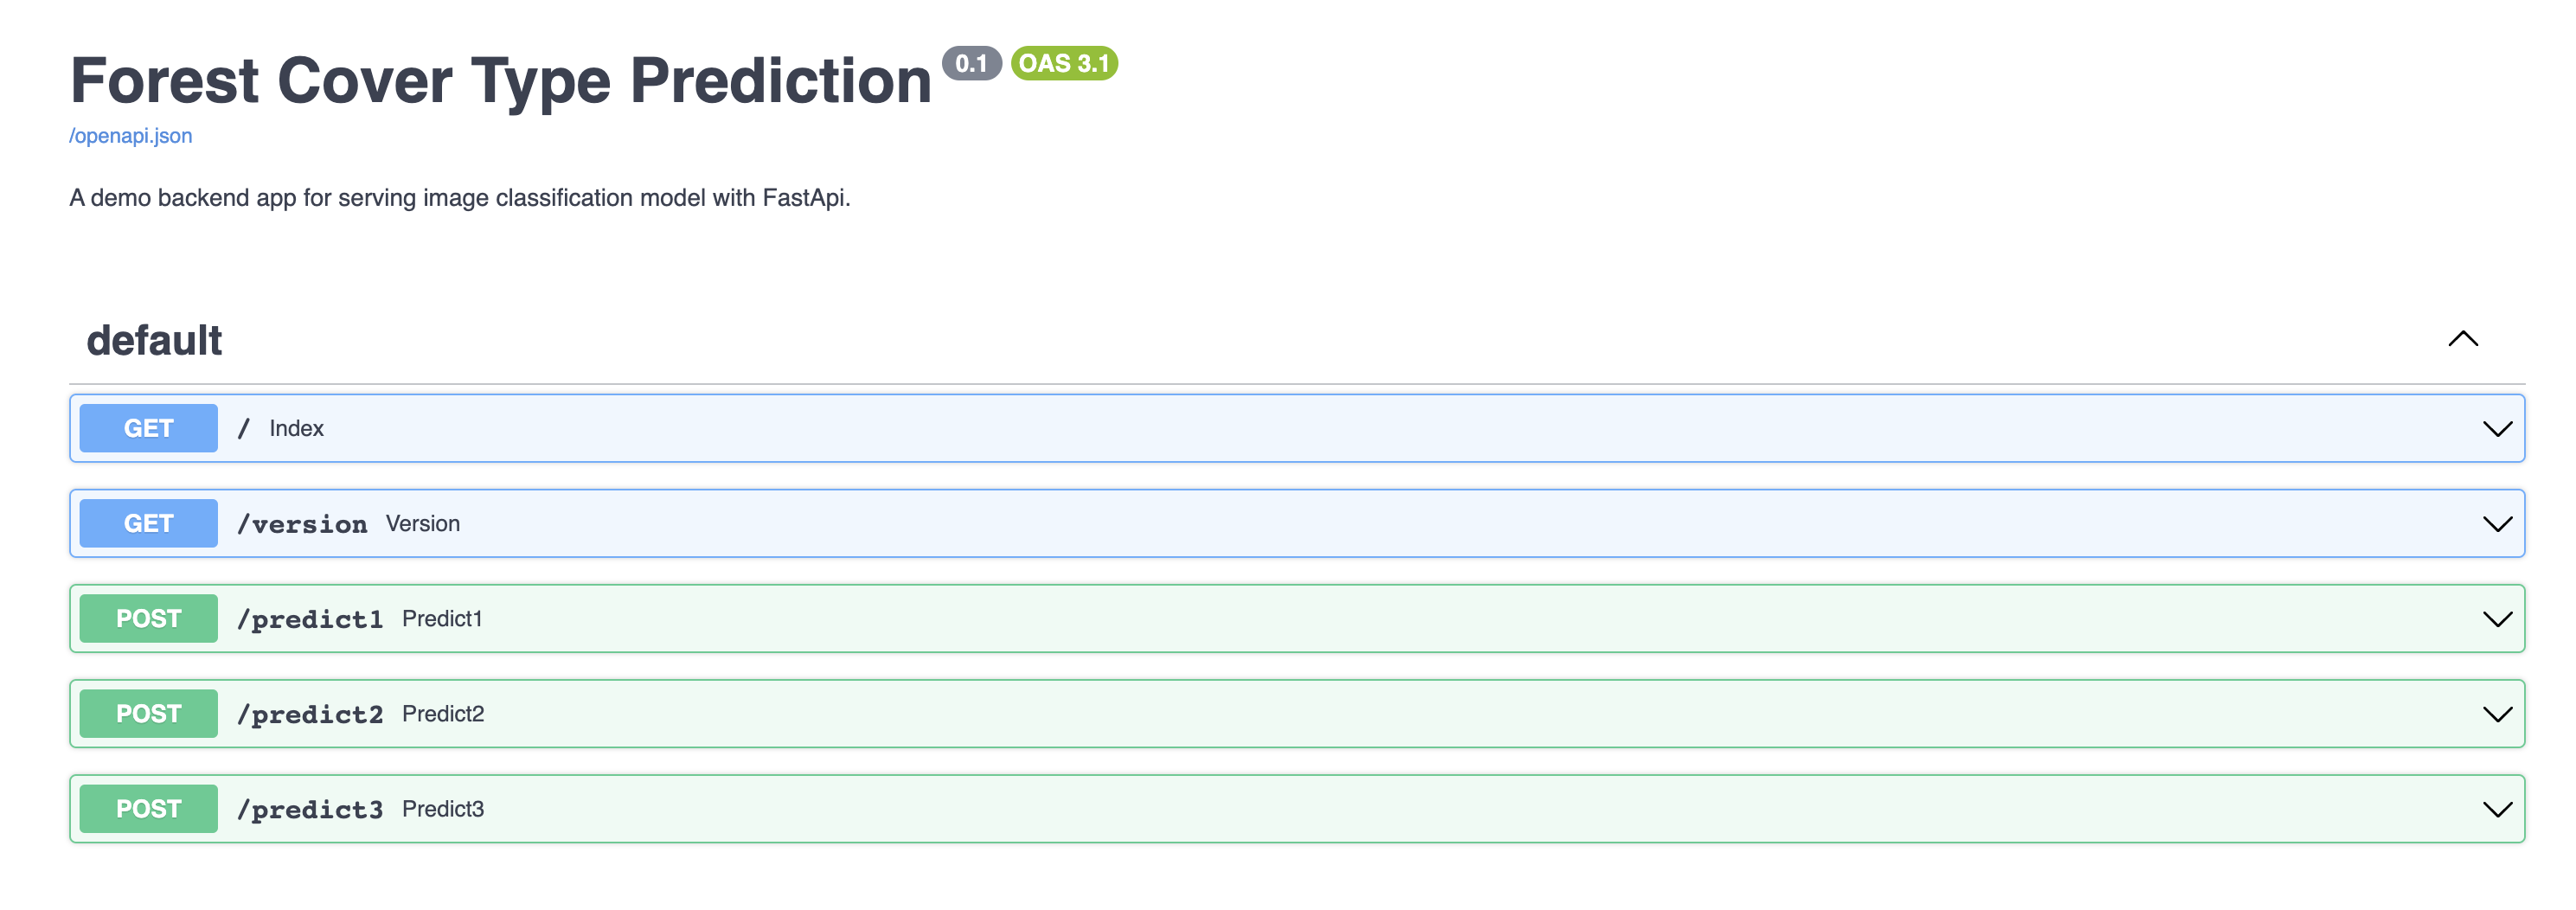 Forest Cover Type Prediction 0.1 OAS 3.1
/openapi.json
A demo backend app for serving image classification model with FastApi.
default
GET / Index
GET /version Version
POST /predict1 Predict1
POST /predict2 Predict2
POST /predict3 Predict3